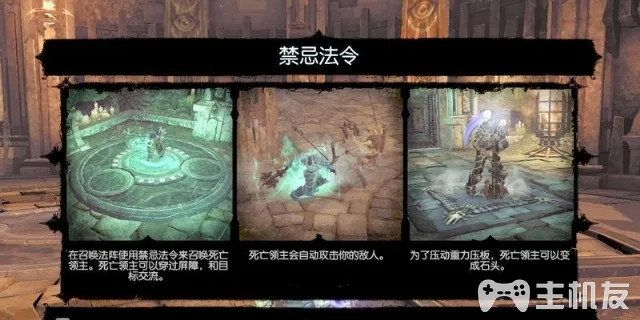 禁忌法令
在召唤法阵使用禁忌法令来召唤死亡
领主。死亡领主可以穿过屏障，和目
标交流。
死亡领主会自动攻击你的敌人。
为了压动重力压板，死亡领主可以变
成石头。
主机友